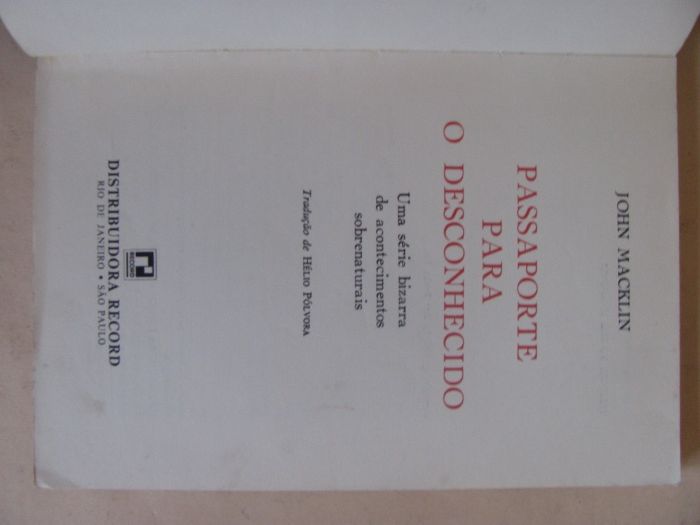 JOHN MACKLIN
PASSAPORTE
PARA
O DESCONHECIDO
Uma série bizarra
de acontecimentos
sobrenaturais
Tradução de HÉLIO PÓLVORA
RECORD
DISTRIBUIDORA RECORD
RIO DE JANEIRO • SÃO PAULO